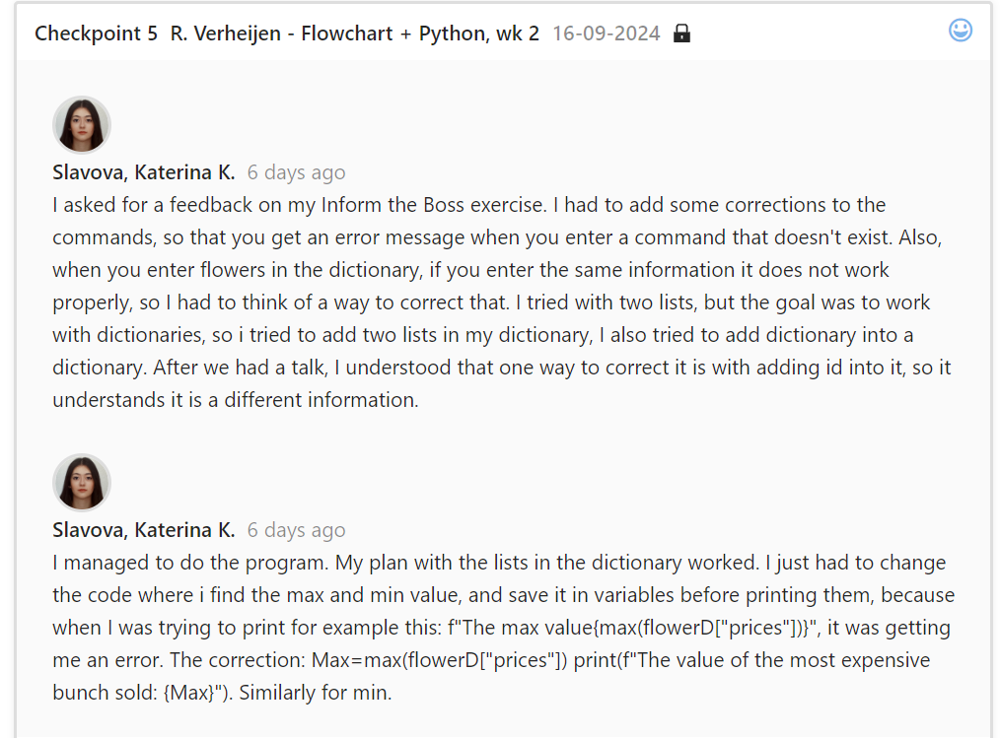 Checkpoint 5 R. Verheijen - Flowchart + Python, wk 2 16-09-2024
Slavova, Katerina K. 6 days ago
I asked for a feedback on my Inform the Boss exercise. I had to add some corrections to the
commands, so that you get an error message when you enter a command that doesn't exist. Also,
when you enter flowers in the dictionary, if you enter the same information it does not work
properly, so I had to think of a way to correct that. I tried with two lists, but the goal was to work
with dictionaries, so i tried to add two lists in my dictionary, I also tried to add dictionary into a
dictionary. After we had a talk, I understood that one way to correct it is with adding id into it, so it
understands it is a different information.
Slavova, Katerina K. 6 days ago
I managed to do the program. My plan with the lists in the dictionary worked. I just had to change
the code where i find the max and min value, and save it in variables before printing them, because
when I was trying to print for example this: f"The max value{max(flowerD["prices"])}", it was getting
me an error. The correction: Max=max(flowerD["prices"]) print(f"The value of the most expensive
bunch sold: {Max}"). Similarly for min.